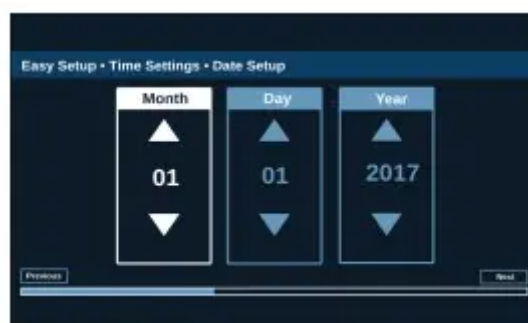 Easy Setup • Time Settings • Date Setup
Month Day Year
01 01 2017
Previous Next